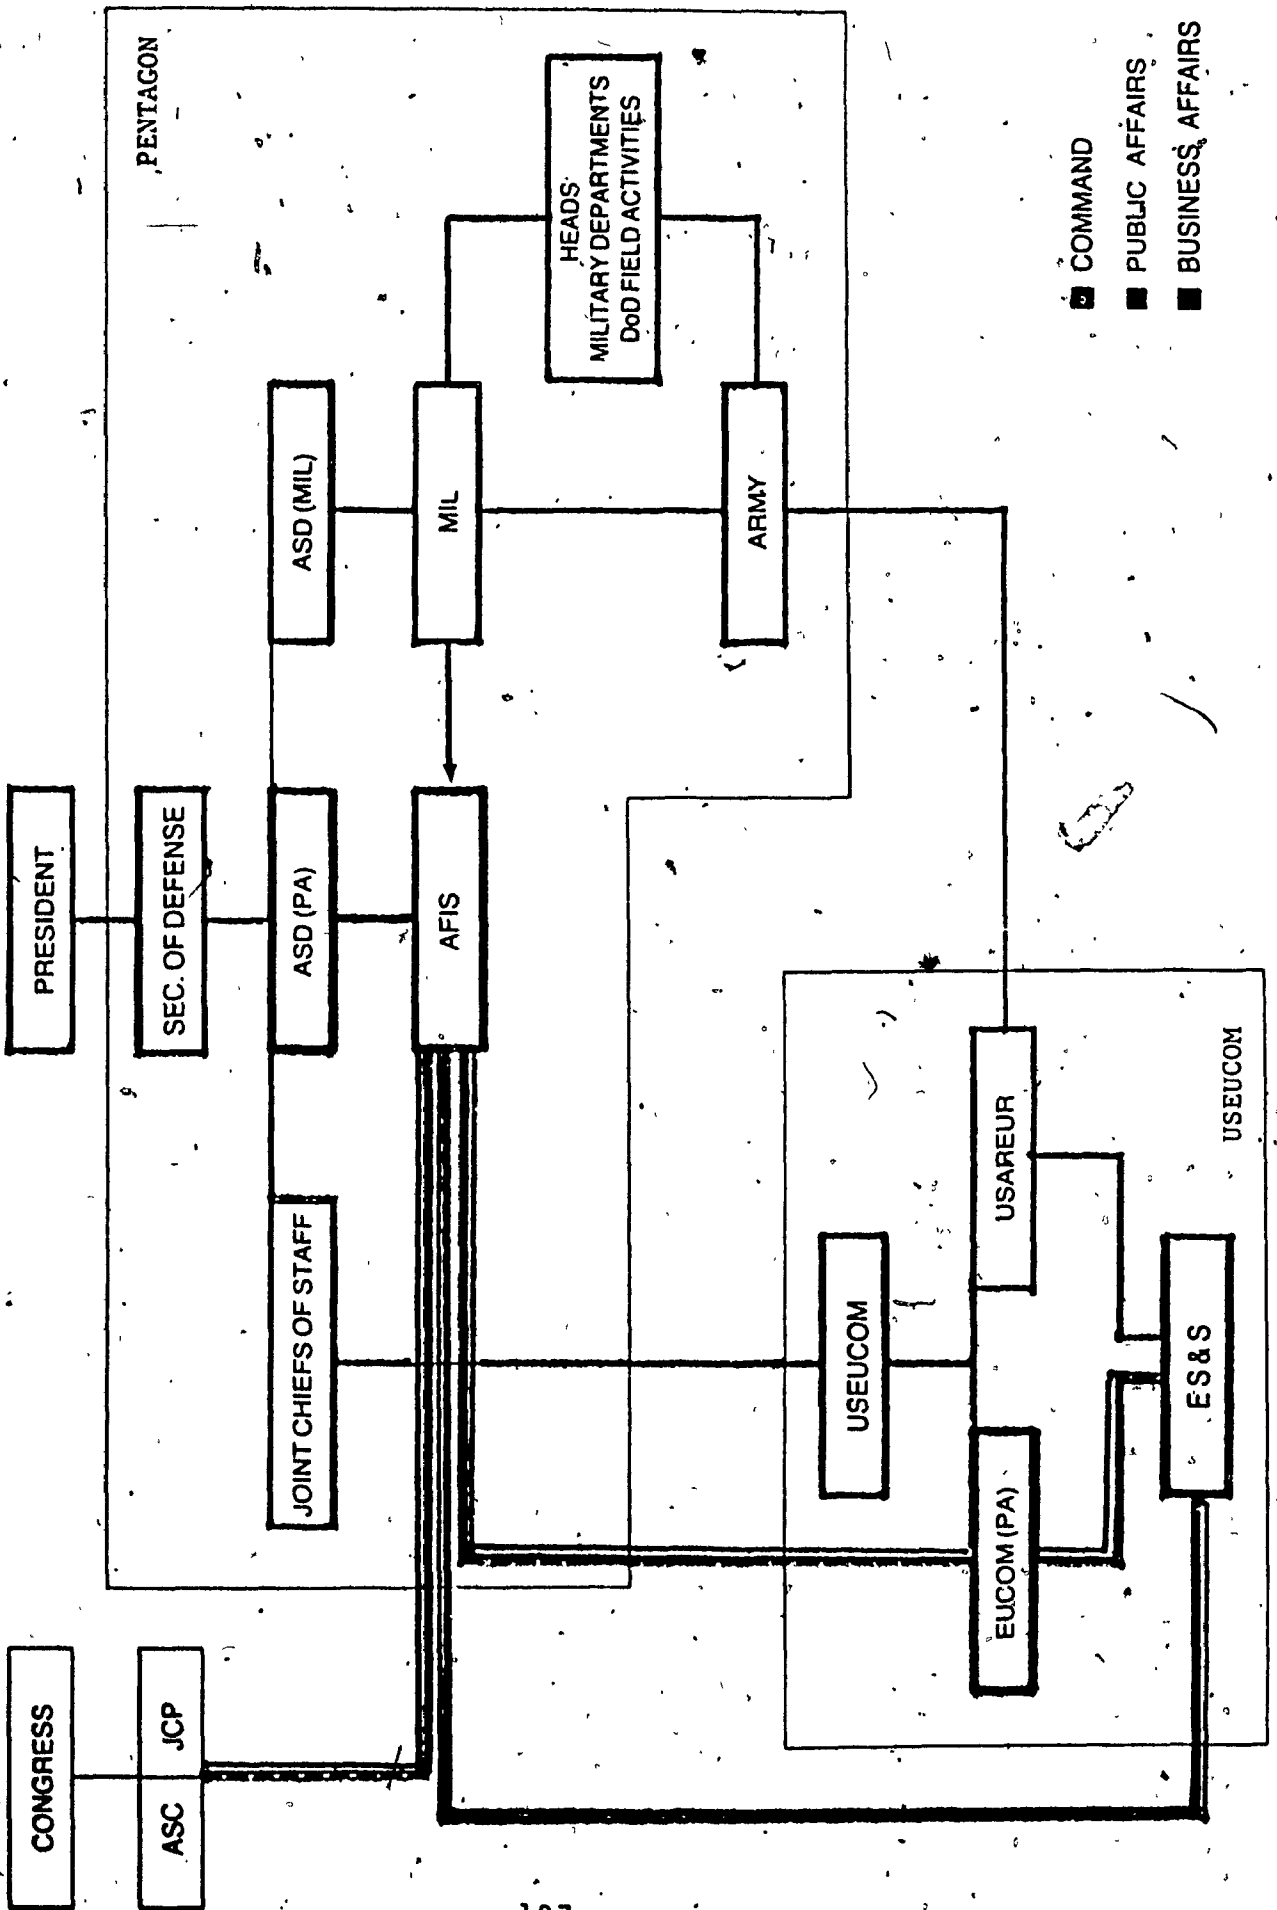 CONGRESS
ASC JCP
PRESIDENT
SEC. OF DEFENSE
PENTAGON
JOINT CHIEFS OF STAFF
ASD (PA)
ASD (MIL)
AFIS
MIL
HEADS
MILITARY DEPARTMENTS
DoD FIELD ACTIVITIES
ARMY
USEUCOM
EUCOM (PA)
USAREUR
ES & S
USEUCOM
COMMAND
PUBLIC AFFAIRS
BUSINESS AFFAIRS